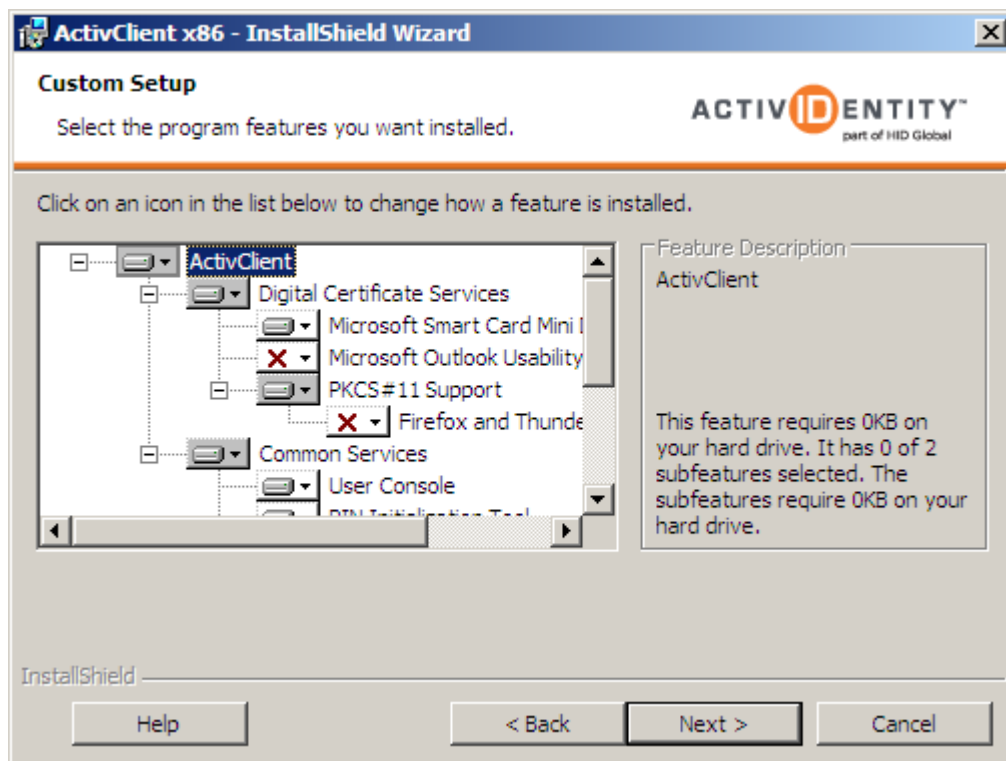 ActivClient x86 - InstallShield Wizard
Custom Setup
Select the program features you want installed.
ACTIVIDENTITY™
part of HID Global
Click on an icon in the list below to change how a feature is installed.
ActivClient
Digital Certificate Services
Microsoft Smart Card Mini
Microsoft Outlook Usability
PKCS#11 Support
Firefox and Thunde
Common Services
User Console
PIN Initialization Tool
Feature Description
ActivClient
This feature requires 0KB on
your hard drive. It has 0 of 2
subfeatures selected. The
subfeatures require 0KB on your
hard drive.
InstallShield
Help
< Back
Next >
Cancel